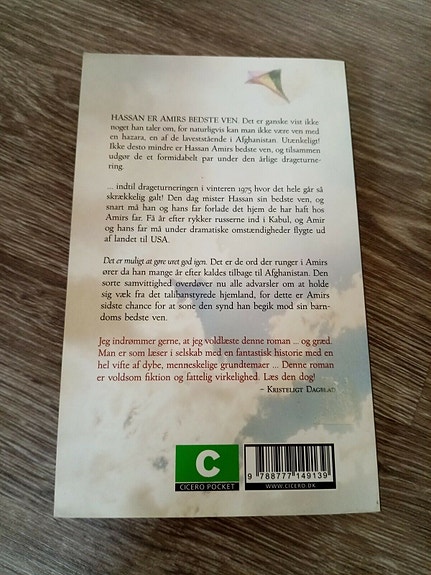 HASSAN ER AMIRS BEDSTE VEN. Det er ganske vist ikke
noget han taler om, for naturligvis kan man ikke være ven med
en hazara, en af de laveststående i Afghanistan. Utænkeligt!
Ikke desto mindre er Hassan Amirs bedste ven, og tilsammen
udgør de et formidabelt par under den årlige drageturne-
ring.
... indtil drageturneringen i vinteren 1975 hvor det hele går så
skrækkelig galt! Den dag mister Hassan sin bedste ven, og
snart må han og hans far forlade det hjem de har haft hos
Amirs far. Få år efter rykker russerne ind i Kabul, og Amir
og hans far må under dramatiske omstændigheder flygte ud
af landet til USA.
Det er muligt at gøre uret god igen. Det er de ord der runger i Amirs
ører da han mange år efter kaldes tilbage til Afghanistan. Den
sorte samvittighed overdøver nu alle advarsler om at holde
sig væk fra det talibanstyrede hjemland, for dette er Amirs
sidste chance for at sone den synd han begik mod sin barn-
doms bedste ven.
Jeg indrømmer gerne, at jeg voldlæste denne roman ... og græd.
Man er som læser i selskab med en fantastisk historie med en
hel vifte af dybe, menneskelige grundtemaer ... Denne roman
er voldsom fiktion og fattelig virkelighed. Læs den dog!
– KRISTELIGT DAGBLAD
C
CICERO POCKET
9 788777 149139
WWW.CICERO.DK